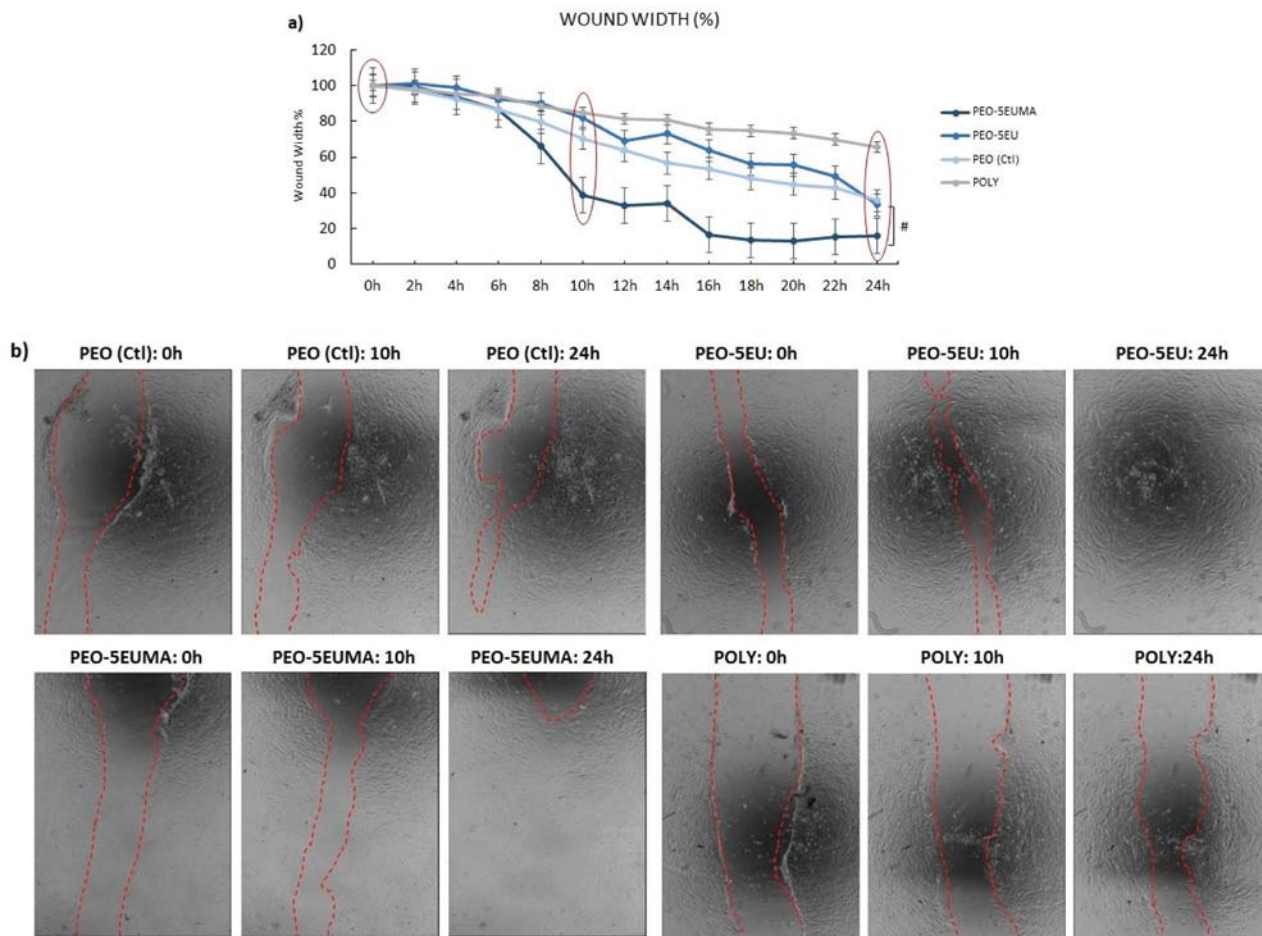 a)
WOUND WIDTH (%)
Wound Width %
120
100
80
60
40
20
0
0h 2h 4h 6h 8h 10h 12h 14h 16h 18h 20h 22h 24h
PEO-5EUMA
PEO-5EU
PEO (Ctl)
POLY
#
b)
PEO (Ctl): 0h PEO (Ctl): 10h PEO (Ctl): 24h PEO-5EU: 0h PEO-5EU: 10h PEO-5EU: 24h
PEO-5EUMA: 0h PEO-5EUMA: 10h PEO-5EUMA: 24h POLY: 0h POLY: 10h POLY:24h